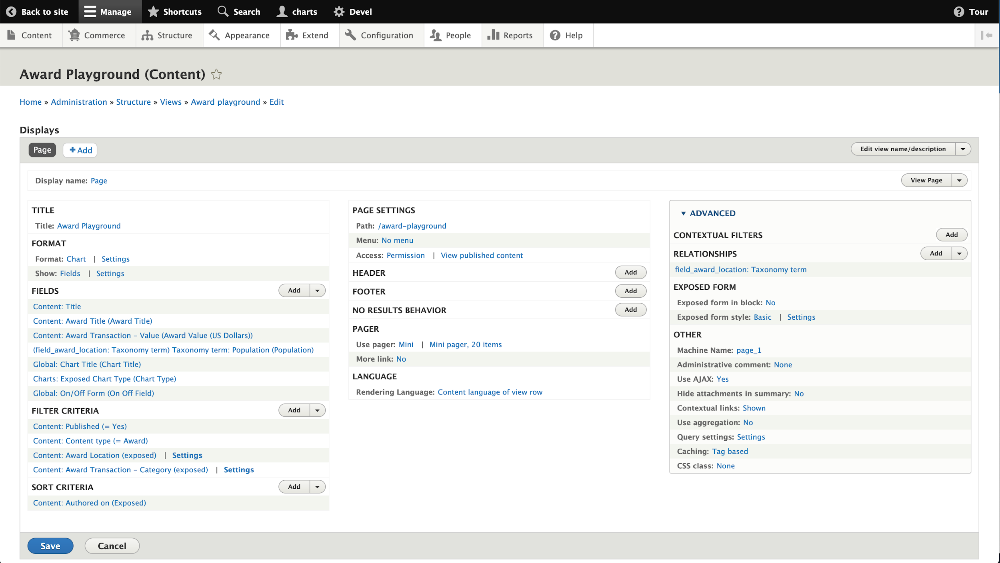 Back to site Manage Shortcuts Search charts Devel Tour
Content Commerce Structure Appearance Extend Configuration People Reports Help
Award Playground (Content)
Home » Administration » Structure » Views » Award playground » Edit
Displays
Page Add Edit view name/description
Display name: Page View Page
TITLE
Title: Award Playground
FORMAT
Format: Chart | Settings
Show: Fields | Settings
FIELDS Add
Content: Title
Content: Award Title (Award Title)
Content: Award Transaction - Value (Award Value (US Dollars))
(field_award_location: Taxonomy term) Taxonomy term: Population (Population)
Global: Chart Title (Chart Title)
Charts: Exposed Chart Type (Chart Type)
Global: On/Off Form (On Off Field)
FILTER CRITERIA Add
Content: Published (= Yes)
Content: Content type (= Award)
Content: Award Location (exposed) | Settings
Content: Award Transaction - Category (exposed) | Settings
SORT CRITERIA Add
Content: Authored on (Exposed)
PAGE SETTINGS
Path: /award-playground
Menu: No menu
Access: Permission | View published content
HEADER Add
FOOTER Add
NO RESULTS BEHAVIOR Add
PAGER
Use pager: Mini | Mini pager, 20 items
More link: No
LANGUAGE
Rendering Language: Content language of view row
ADVANCED
CONTEXTUAL FILTERS Add
RELATIONSHIPS Add
field_award_location: Taxonomy term
EXPOSED FORM
Exposed form in block: No
Exposed form style: Basic | Settings
OTHER
Machine Name: page_1
Administrative comment: None
Use AJAX: Yes
Hide attachments in summary: No
Contextual links: Shown
Use aggregation: No
Query settings: Settings
Caching: Tag based
CSS class: None
Save Cancel